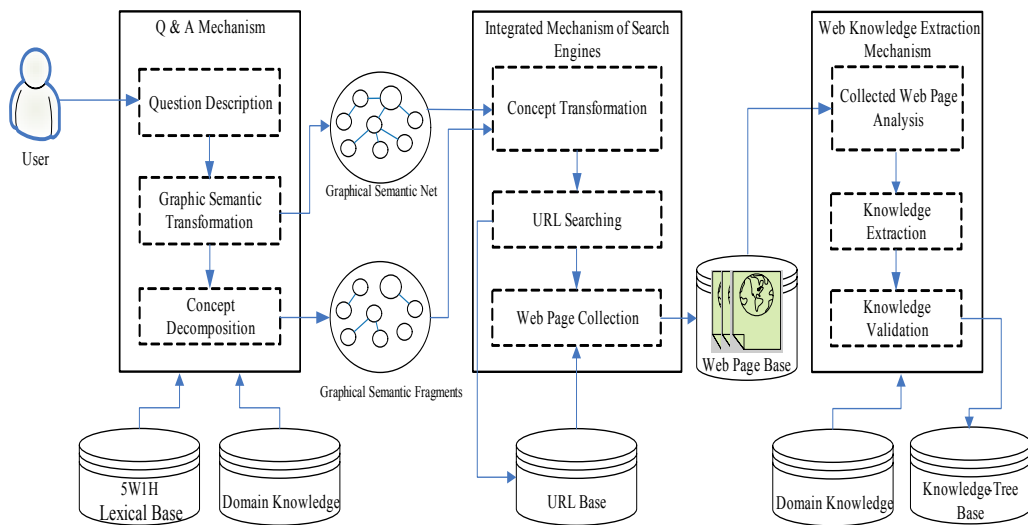 Q & A Mechanism
Question Description
Graphic Semantic
Transformation
Concept
Decomposition
User
Graphical Semantic Net
Graphical Semantic Fragments
5W1H
Lexical Base
Domain Knowledge
Integrated Mechanism of Search
Engines
Concept Transformation
URL Searching
Web Page Collection
URL Base
Web Page Base
Web Knowledge Extraction
Mechanism
Collected Web Page
Analysis
Knowledge
Extraction
Knowledge
Validation
Domain Knowledge
Knowledge-Tree
Base